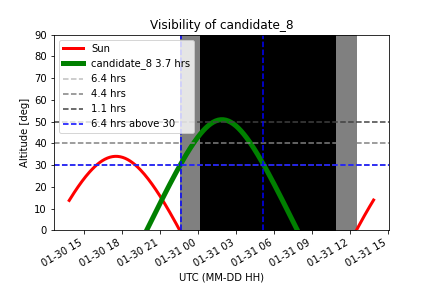 Visibility of candidate_8
Altitude [deg]
90
80
70
60
50
40
30
20
10
0
Sun
candidate_8 3.7 hrs
6.4 hrs
4.4 hrs
1.1 hrs
6.4 hrs above 30
01-30 15
01-30 18
01-30 21
01-31 00
01-31 03
01-31 06
01-31 09
01-31 12
01-31 15
UTC (MM-DD HH)